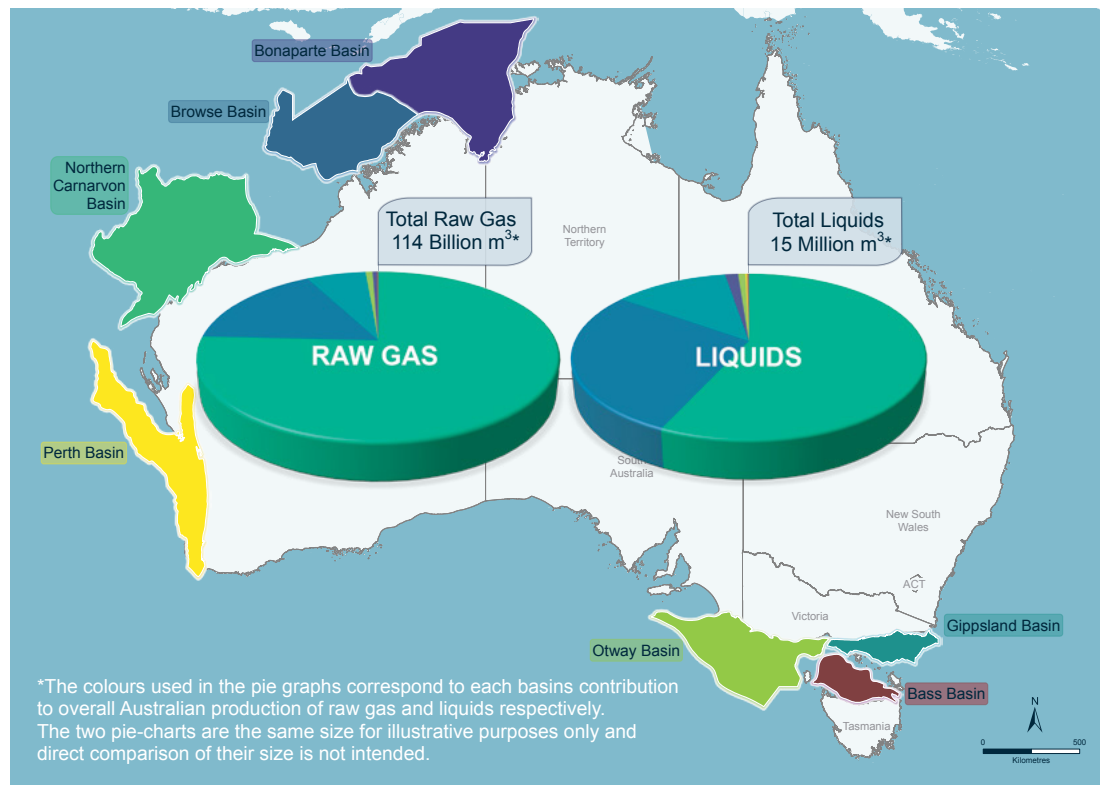 Bonaparte Basin
Browse Basin
Northern
Carnarvon
Basin
Total Raw Gas
114 Billion m³*
Northern
Territory
Total Liquids
15 Million m³*
RAW GAS
LIQUIDS
Perth Basin
South
Australia
New South
Wales
ACT
Victoria
Gippsland Basin
Otway Basin
Bass Basin
Tasmania
*The colours used in the pie graphs correspond to each basins contribution
to overall Australian production of raw gas and liquids respectively.
The two pie-charts are the same size for illustrative purposes only and
direct comparison of their size is not intended.
N
0 500
Kilometres